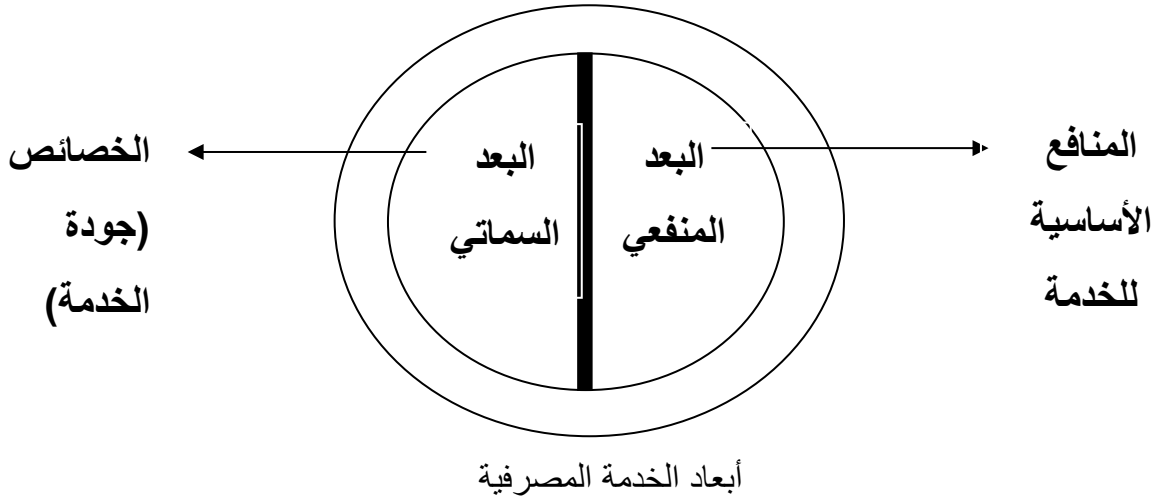 المنافع
الأساسية
للخدمة
البعد
المنفعي
البعد
السماتي
الخصائص
(جودة
الخدمة)
أبعاد الخدمة المصرفية